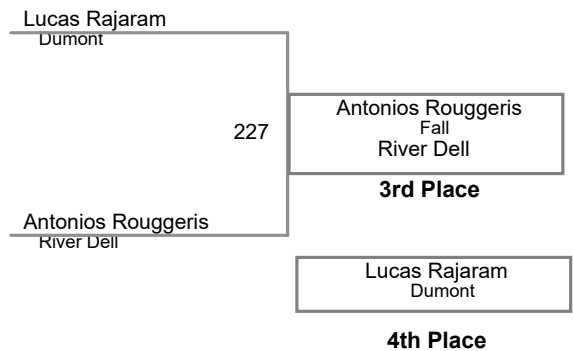 Lucas Rajaram
Dumont
227
Antonios Rouggeris
Fall
River Dell
3rd Place
Antonios Rouggeris
River Dell
Lucas Rajaram
Dumont
4th Place